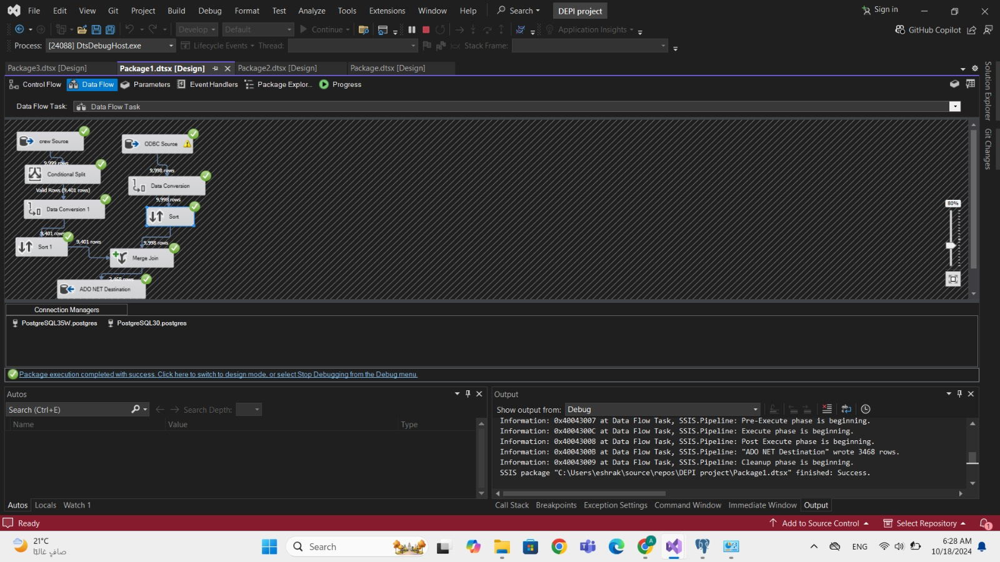 File Edit View Git Project Build Debug Format Test Analyze Tools Extensions Window Help Search DEPI project Sign in
Develop Default Continue Application Insights GitHub Copilot
Process: [24088] DtsDebugHost.exe Lifecycle Events Thread: Stack Frame:
Package3.dtsx [Design] Package1.dtsx [Design] Package2.dtsx [Design] Package.dtsx [Design]
Control Flow Data Flow Parameters Event Handlers Package Explor... Progress
Data Flow Task: Data Flow Task
Solution Explorer
Git Changes
crew Source
ODBC Source
9,999 rows
9,998 rows
Conditional Split
Data Conversion
Valid Rows (9,401 rows)
9,998 rows
Data Conversion 1
Sort
9,401 rows
9,401 rows
9,998 rows
Sort 1
Merge Join
3,468 rows
ADO NET Destination
80%
Connection Managers
PostgreSQL35W.postgres PostgreSQL30.postgres
Package execution completed with success. Click here to switch to design mode, or select Stop Debugging from the Debug menu.
Autos
Search (Ctrl+E) Search Depth:
Name Value Type
Autos Locals Watch 1
Output
Show output from: Debug
Information: 0x40043007 at Data Flow Task, SSIS.Pipeline: Pre-Execute phase is beginning.
Information: 0x4004300C at Data Flow Task, SSIS.Pipeline: Execute phase is beginning.
Information: 0x40043008 at Data Flow Task, SSIS.Pipeline: Post Execute phase is beginning.
Information: 0x4004300B at Data Flow Task, SSIS.Pipeline: "ADO NET Destination" wrote 3468 rows.
Information: 0x40043009 at Data Flow Task, SSIS.Pipeline: Cleanup phase is beginning.
SSIS package "C:\Users\eshrak\source\repos\DEPI project\Package1.dtsx" finished: Success.
Call Stack Breakpoints Exception Settings Command Window Immediate Window Output
Ready Add to Source Control Select Repository 1
21°C
صافٍ غالبًا
Search
ENG
6:28 AM
10/18/2024